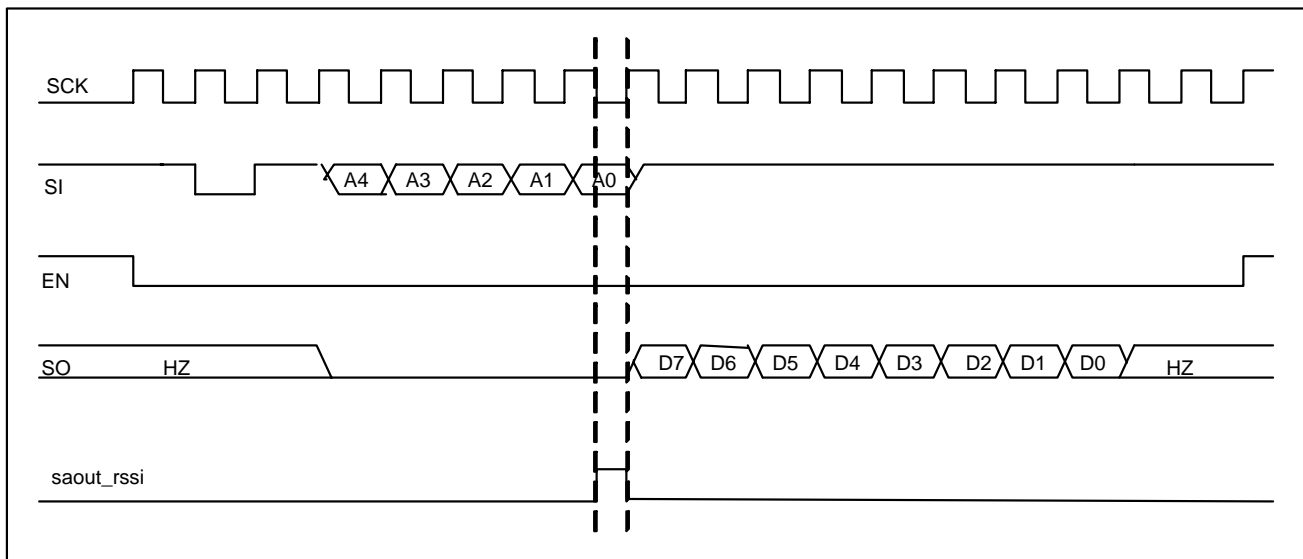 SCK
SI A4 A3 A2 A1 A0
EN
SO HZ D7 D6 D5 D4 D3 D2 D1 D0 HZ
saout_rssi